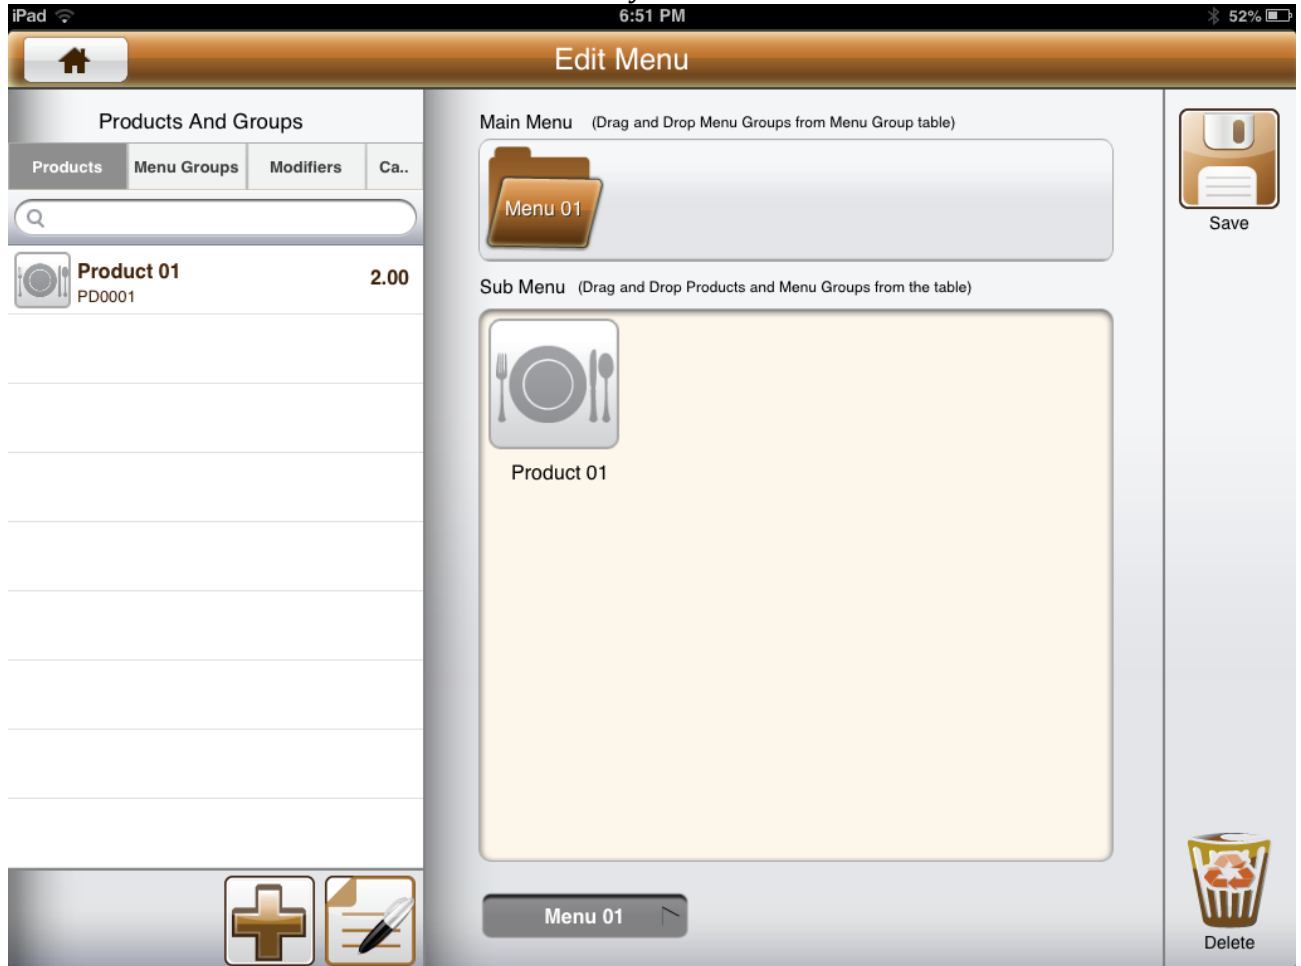 iPad 6:51 PM 52%
Edit Menu
Products And Groups
Products Menu Groups Modifiers Ca..
Product 01 2.00
PD0001
Main Menu (Drag and Drop Menu Groups from Menu Group table)
Menu 01
Sub Menu (Drag and Drop Products and Menu Groups from the table)
Product 01
Menu 01
Save
Delete